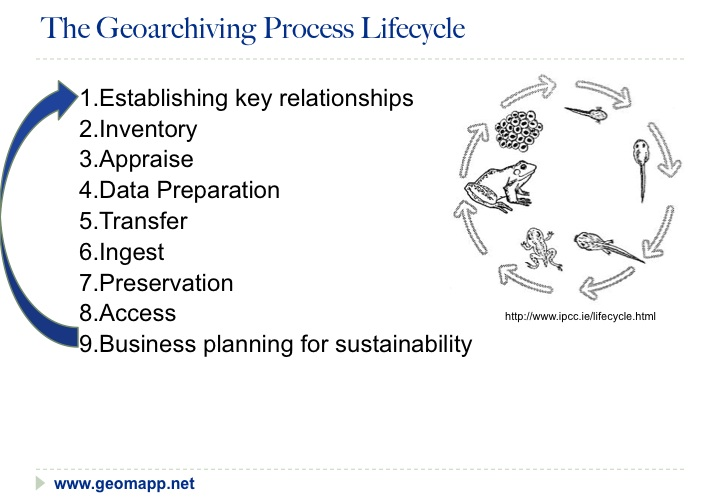 The Geoarchiving Process Lifecycle
1.Establishing key relationships
2.Inventory
3.Appraise
4.Data Preparation
5.Transfer
6.Ingest
7.Preservation
8.Access
9.Business planning for sustainability
http://www.ipcc.ie/lifecycle.html
www.geomapp.net